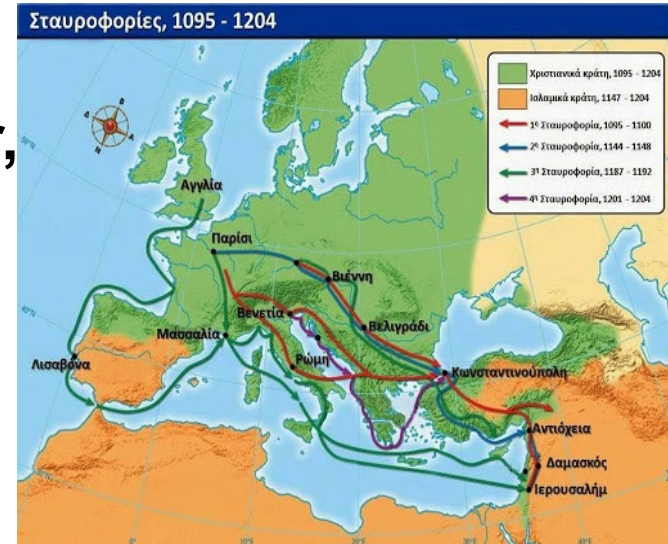 Σταυροφορίες, 1095 - 1204
Χριστιανικά κράτη, 1095 - 1204
Ισλαμικά κράτη, 1147 - 1204
1η Σταυροφορία, 1095 - 1100
2η Σταυροφορία, 1144 - 1148
3η Σταυροφορία, 1187 - 1192
4η Σταυροφορία, 1201 - 1204
Αγγλία
Παρίσι
Βιέννη
Βενετία
Βελιγράδι
Μασσαλία
Λισαβόνα
Ρώμη
Κωνσταντινούπολη
Αντιόχεια
Δαμασκός
Ιερουσαλήμ